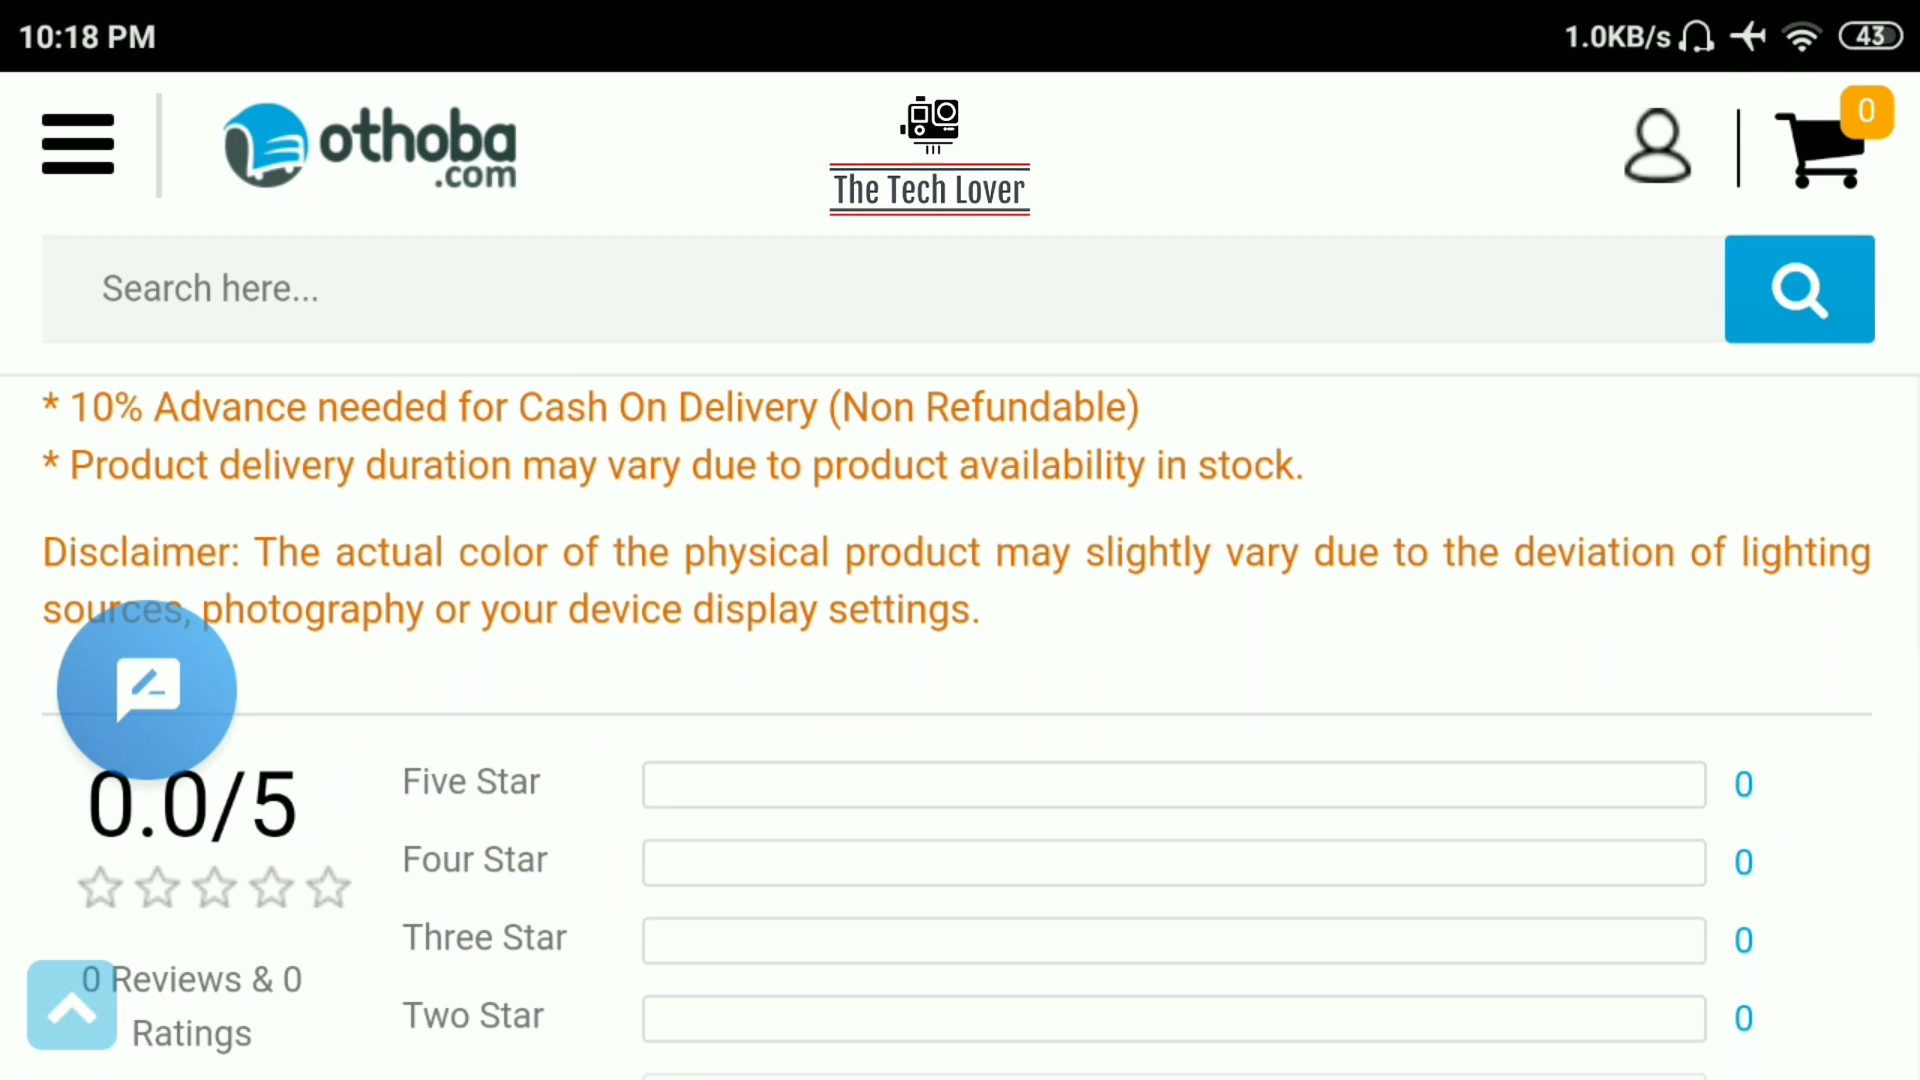 10:18 PM
1.0KB/s
43
othoba
.com
The Tech Lover
0
Search here...
* 10% Advance needed for Cash On Delivery (Non Refundable)
* Product delivery duration may vary due to product availability in stock.
Disclaimer: The actual color of the physical product may slightly vary due to the deviation of lighting
sources, photography or your device display settings.
0.0/5
0 Reviews & 0
Ratings
Five Star 0
Four Star 0
Three Star 0
Two Star 0